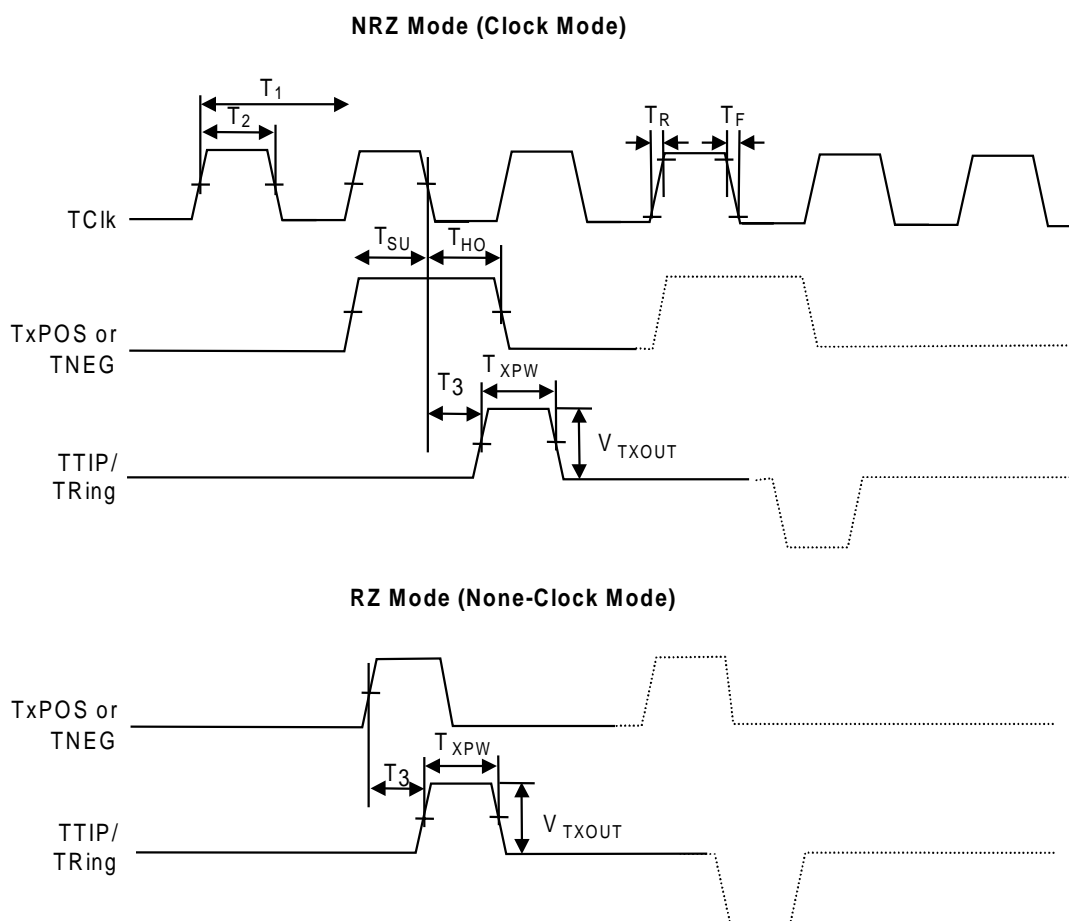 NRZ Mode (Clock Mode)
T1
T2
TR
TF
TClk
TSU
THO
TxPOS or
TNEG
T3
TXPW
VTXOUT
TTIP/
TRing
RZ Mode (None-Clock Mode)
TxPOS or
TNEG
TXPW
T3
VTXOUT
TTIP/
TRing